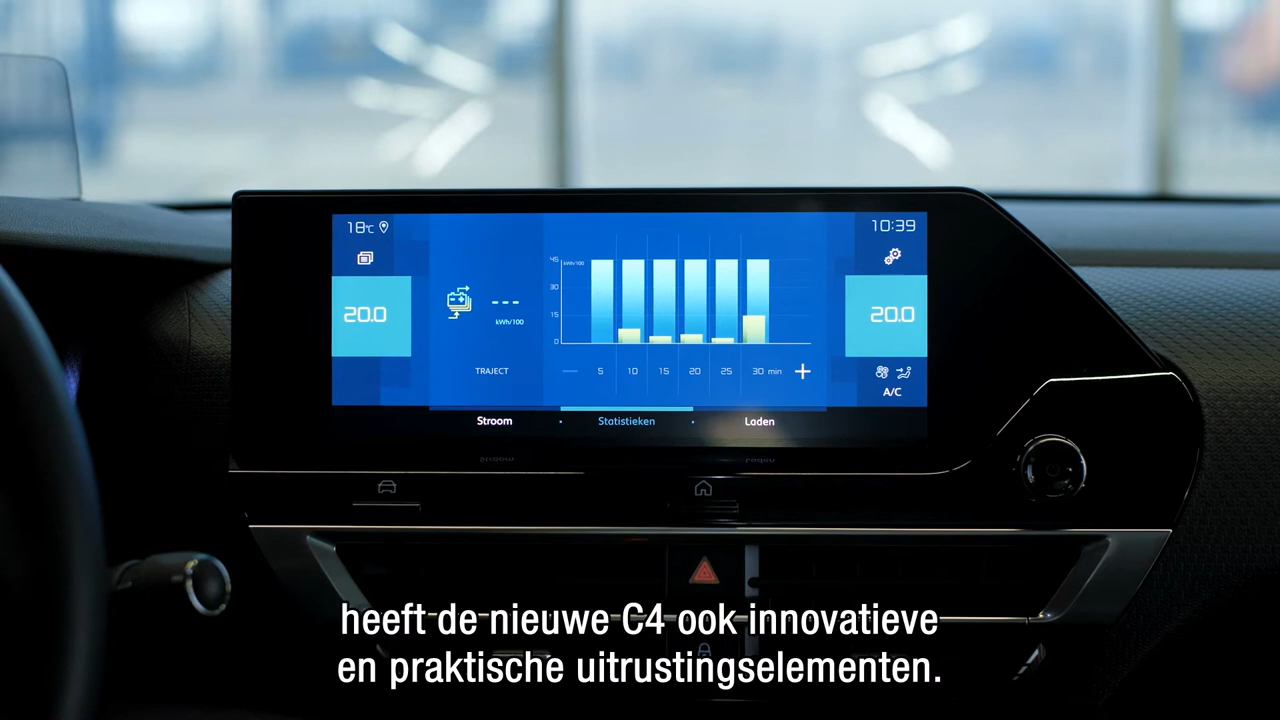 18°C
10:39
20.0
20.0
45
kWh/100
30
15
0
---
kWh/100
TRAJECT
5 10 15 20 25 30 min
A/C
Stroom · Statistieken · Laden
heeft de nieuwe C4 ook innovatieve
en praktische uitrustingselementen.